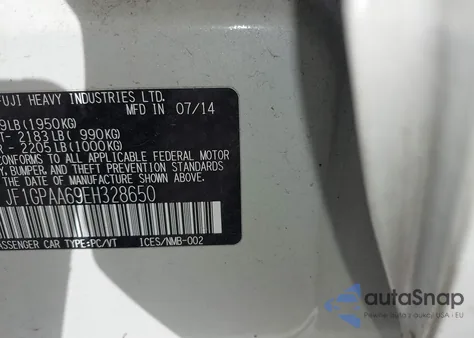 FUJI HEAVY INDUSTRIES LTD.
MFD IN 07/14
9LB(1950KG)
T- 2183LB( 990KG)
R - 2205LB(1000KG)
S TO ALL APPLICABLE FEDERAL MOTOR
Y, BUMPER, AND THEFT PREVENTION STANDARDS
T ON THE DATE OF MANUFACTURE SHOWN ABOVE.
JF1GPAA69EH328650
ASSENGER CAR TYPE:PC/VT ICES/NMB-002
autoSnap